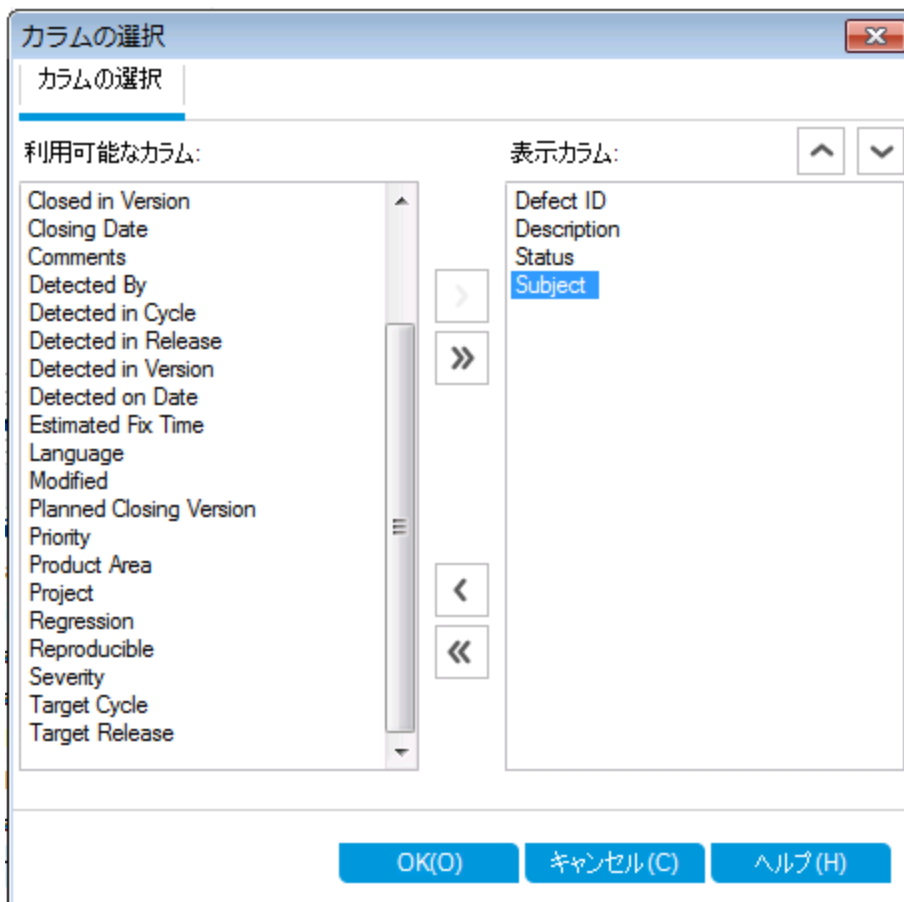 カラムの選択
カラムの選択
利用可能なカラム:
Closed in Version
Closing Date
Comments
Detected By
Detected in Cycle
Detected in Release
Detected in Version
Detected on Date
Estimated Fix Time
Language
Modified
Planned Closing Version
Priority
Product Area
Project
Regression
Reproducible
Severity
Target Cycle
Target Release
表示カラム:
Defect ID
Description
Status
Subject
OK(O)
キャンセル(C)
ヘルプ(H)